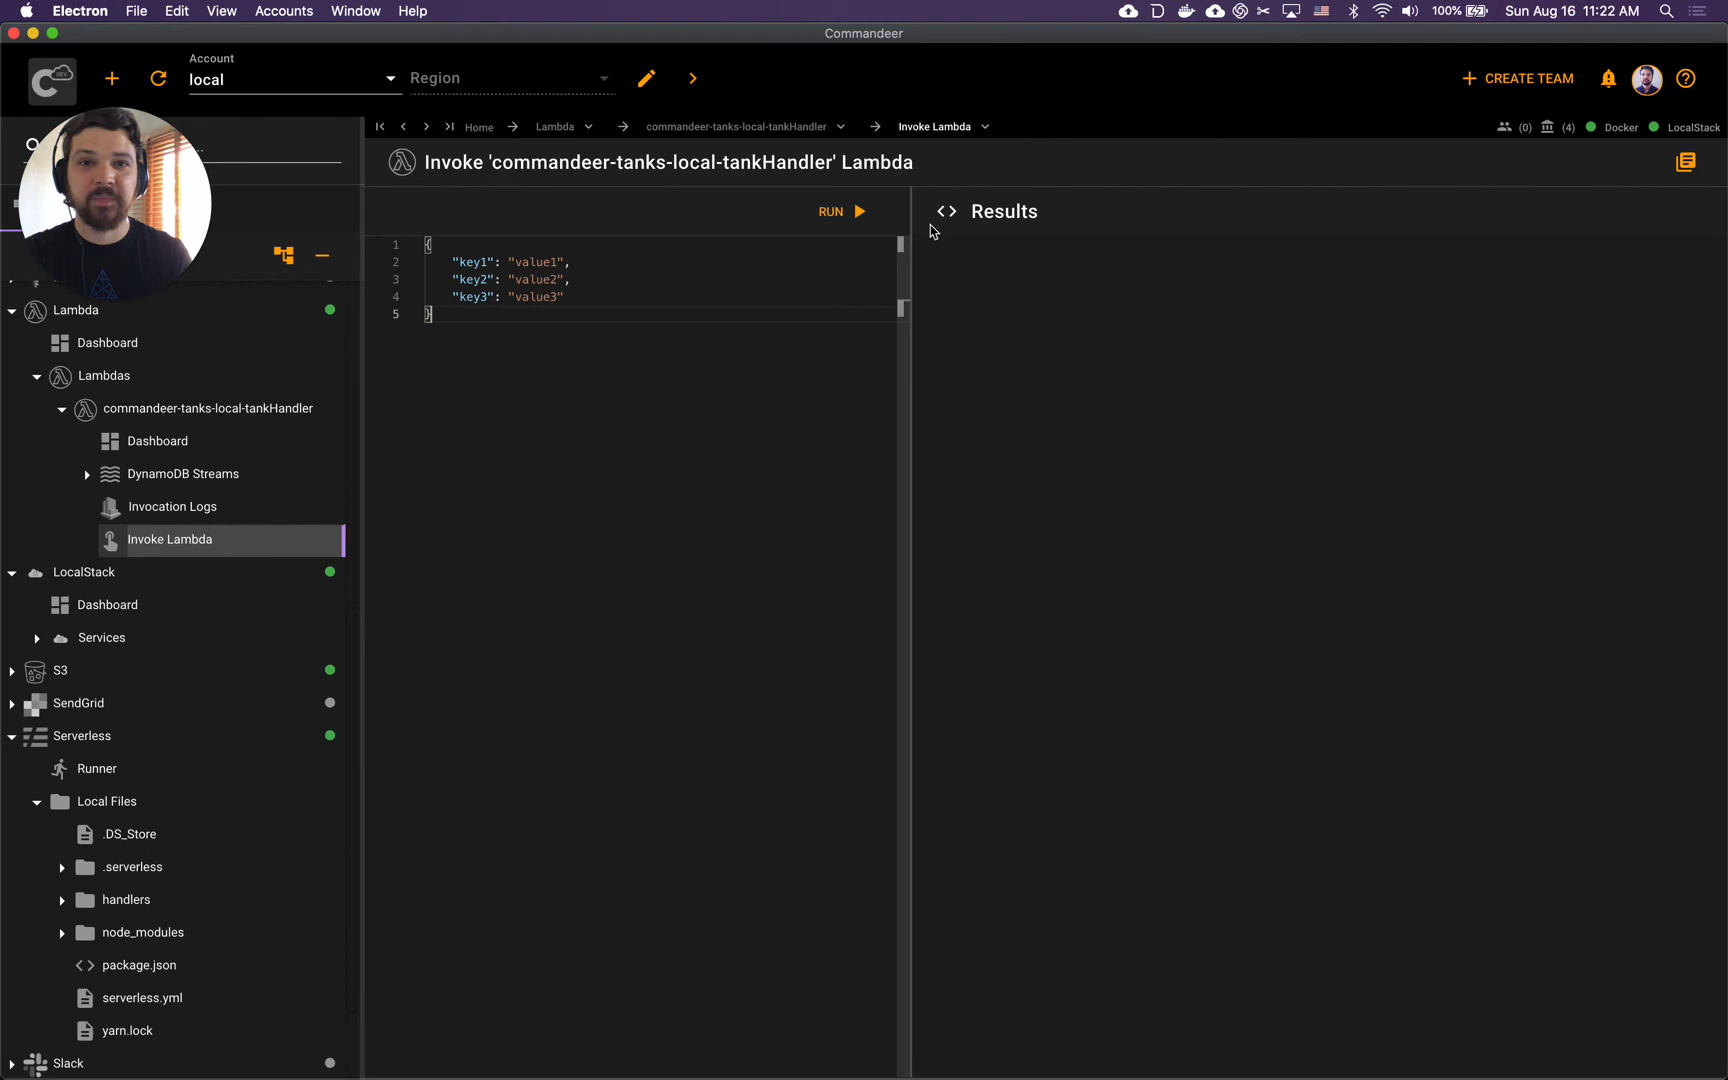 Electron File Edit View Accounts Window Help
100%
Sun Aug 16 11:22 AM
Commandeer
DEV
Account
local
Region
CREATE TEAM
Home
Lambda
commandeer-tanks-local-tankHandler
Invoke Lambda
(0)
(4)
Docker
LocalStack
Invoke 'commandeer-tanks-local-tankHandler' Lambda
RUN
Results
1 {
2 "key1": "value1",
3 "key2": "value2",
4 "key3": "value3"
5 }
Lambda
Dashboard
Lambdas
commandeer-tanks-local-tankHandler
Dashboard
DynamoDB Streams
Invocation Logs
Invoke Lambda
LocalStack
Dashboard
Services
S3
SendGrid
Serverless
Runner
Local Files
.DS_Store
.serverless
handlers
node_modules
package.json
serverless.yml
yarn.lock
Slack